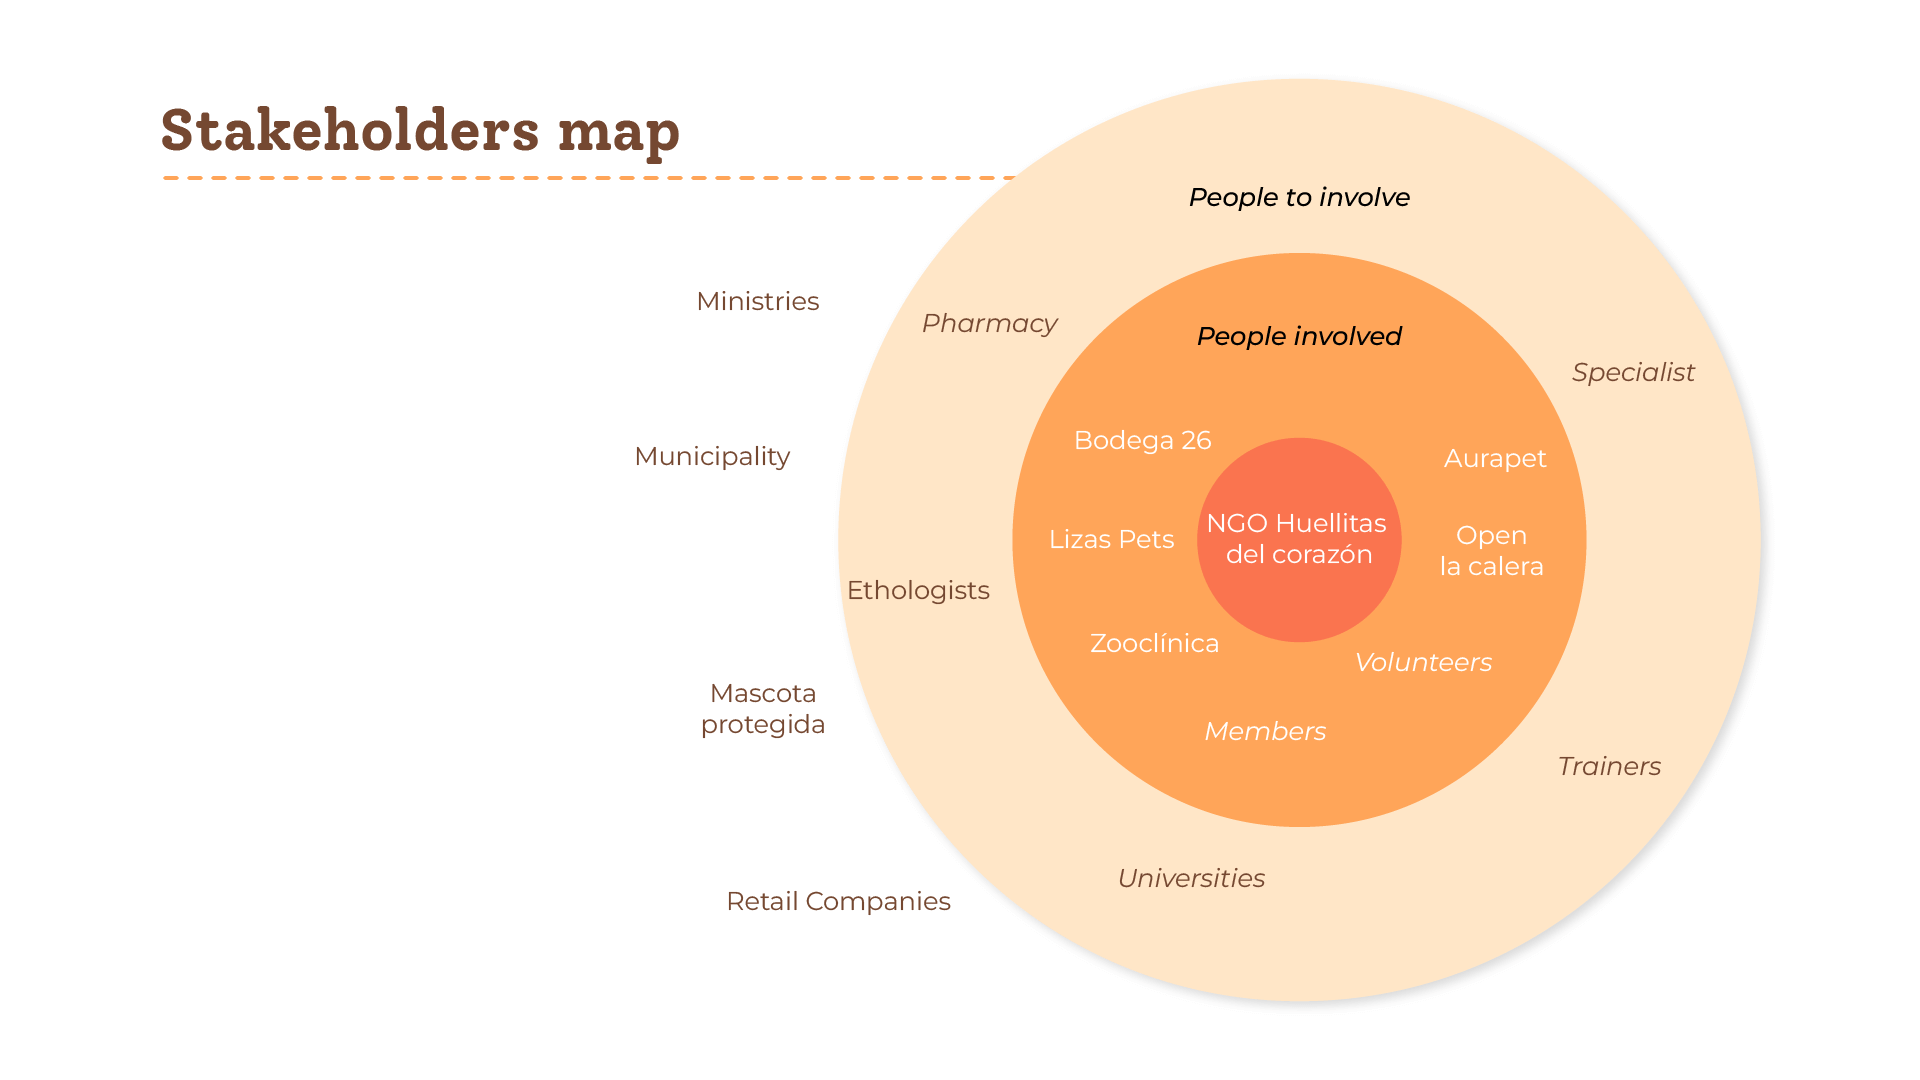 Stakeholders map
People to involve
Ministries
Pharmacy
People involved
Specialist
Bodega 26
Municipality
Aurapet
NGO Huellitas
del corazón
Lizas Pets
Open
la calera
Ethologists
Zooclínica
Volunteers
Mascota
protegida
Members
Trainers
Universities
Retail Companies